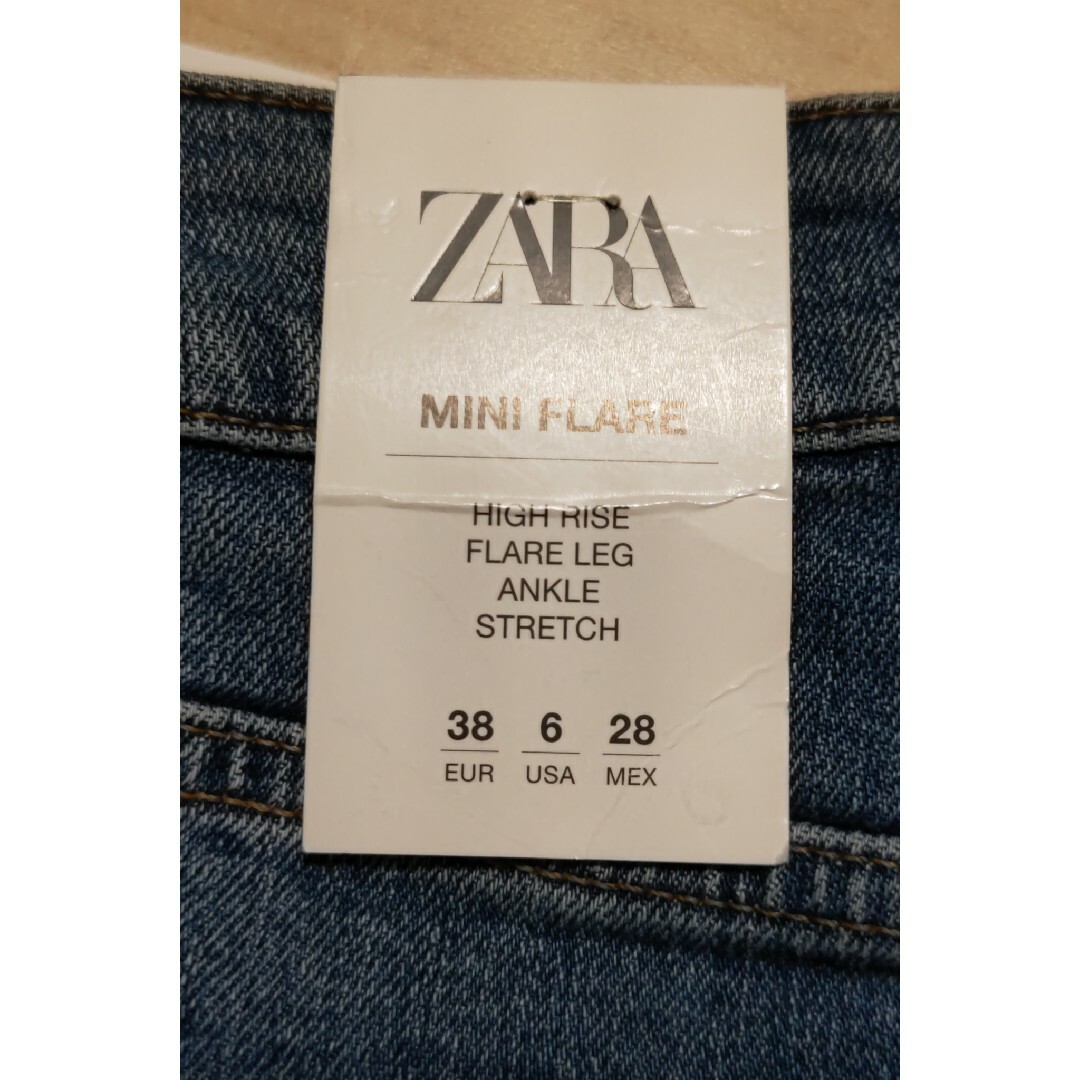 ZARA
MINI FLARE
HIGH RISE
FLARE LEG
ANKLE
STRETCH
38 6 28
EUR USA MEX